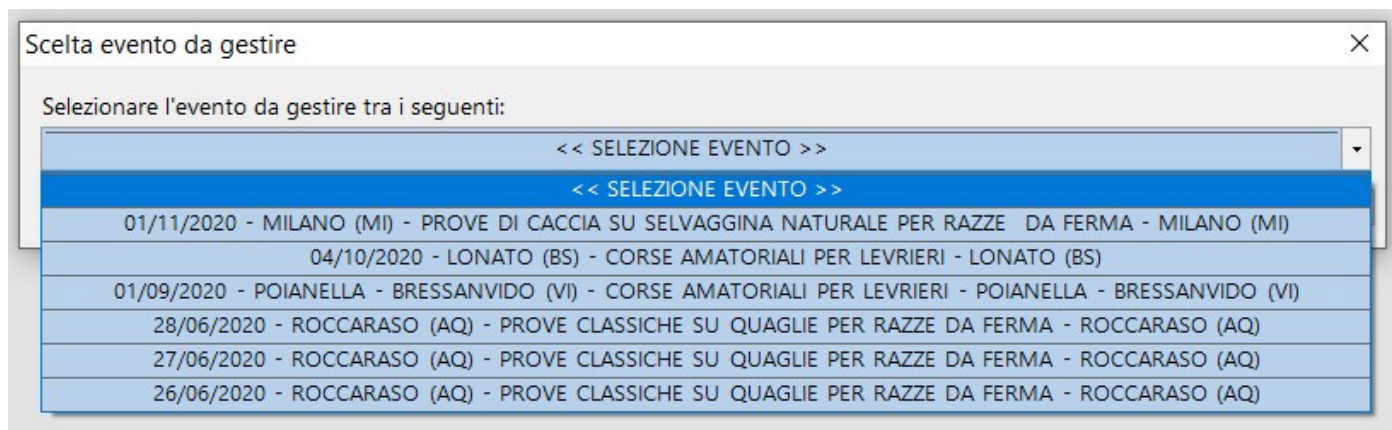 Scelta evento da gestire
Selezionare l'evento da gestire tra i seguenti:
<< SELEZIONE EVENTO >>
<< SELEZIONE EVENTO >>
01/11/2020 - MILANO (MI) - PROVE DI CACCIA SU SELVAGGINA NATURALE PER RAZZE  DA FERMA - MILANO (MI)
04/10/2020 - LONATO (BS) - CORSE AMATORIALI PER LEVRIERI - LONATO (BS)
01/09/2020 - POIANELLA - BRESSANVIDO (VI) - CORSE AMATORIALI PER LEVRIERI - POIANELLA - BRESSANVIDO (VI)
28/06/2020 - ROCCARASO (AQ) - PROVE CLASSICHE SU QUAGLIE PER RAZZE DA FERMA - ROCCARASO (AQ)
27/06/2020 - ROCCARASO (AQ) - PROVE CLASSICHE SU QUAGLIE PER RAZZE DA FERMA - ROCCARASO (AQ)
26/06/2020 - ROCCARASO (AQ) - PROVE CLASSICHE SU QUAGLIE PER RAZZE DA FERMA - ROCCARASO (AQ)